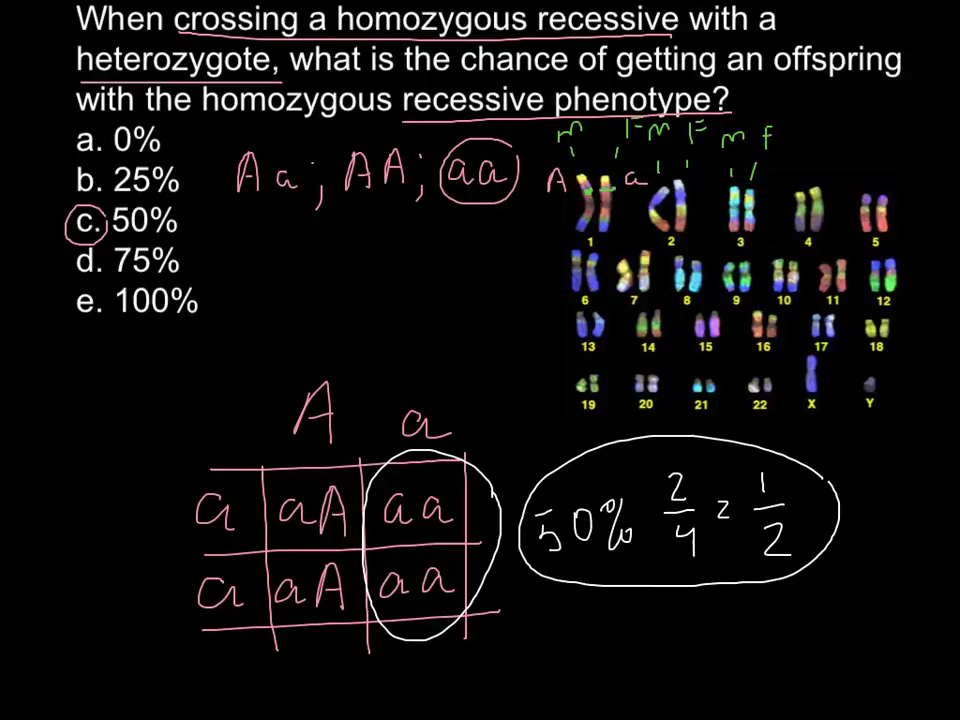 When crossing a homozygous recessive with a
heterozygote, what is the chance of getting an offspring
with the homozygous recessive phenotype?
a. 0%
b. 25%
c. 50%
d. 75%
e. 100%
m F m F m f
Aa; AA; aa A a
1 2 3 4 5
6 7 8 9 10 11 12
13 14 15 16 17 18
19 20 21 22 X Y
A a
a aA aa
a aA aa
50% 2/4 = 1/2